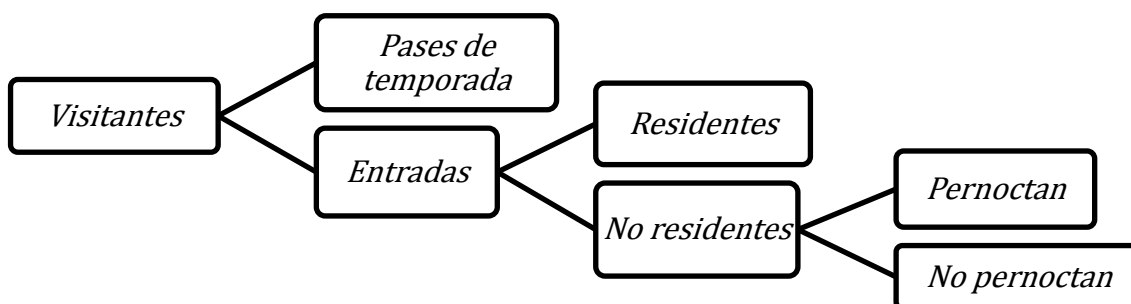 Visitantes
Pases de
temporada
Entradas
Residentes
No residentes
Pernoctan
No pernoctan